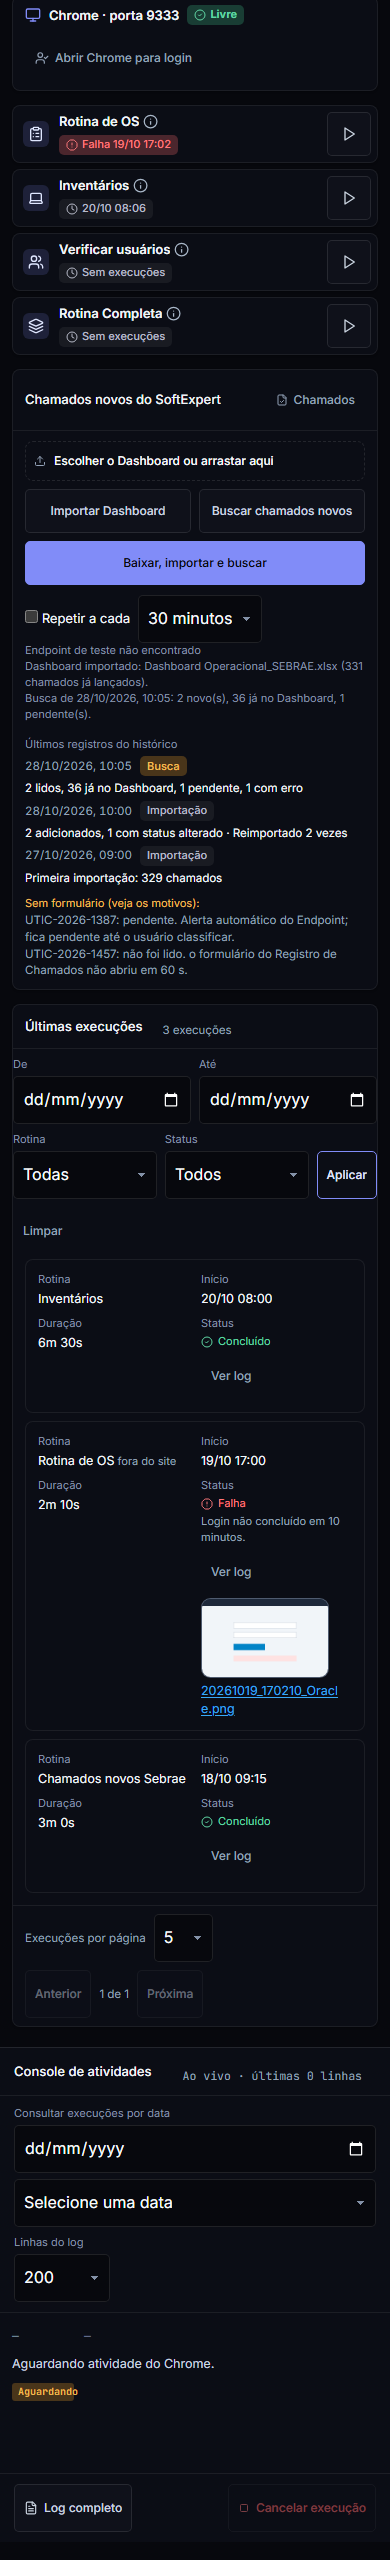 Chrome · porta 9333 Livre
Abrir Chrome para login
Rotina de OS
Falha 19/10 17:02
Inventários
20/10 08:06
Verificar usuários
Sem execuções
Rotina Completa
Sem execuções
Chamados novos do SoftExpert Chamados
Escolher o Dashboard ou arrastar aqui
Importar Dashboard Buscar chamados novos
Baixar, importar e buscar
Repetir a cada 30 minutos
Endpoint de teste não encontrado
Dashboard importado: Dashboard Operacional_SEBRAE.xlsx (331
chamados já lançados).
Busca de 28/10/2026, 10:05: 2 novo(s), 36 já no Dashboard, 1
pendente(s).
Últimos registros do histórico
28/10/2026, 10:05 Busca
2 lidos, 36 já no Dashboard, 1 pendente, 1 com erro
28/10/2026, 10:00 Importação
2 adicionados, 1 com status alterado · Reimportado 2 vezes
27/10/2026, 09:00 Importação
Primeira importação: 329 chamados
Sem formulário (veja os motivos):
UTIC-2026-1387: pendente. Alerta automático do Endpoint;
fica pendente até o usuário classificar.
UTIC-2026-1457: não foi lido. o formulário do Registro de
Chamados não abriu em 60 s.
Últimas execuções 3 execuções
De Até
dd/mm/yyyy dd/mm/yyyy
Rotina Status
Todas Todos Aplicar
Limpar
Rotina Início
Inventários 20/10 08:00
Duração Status
6m 30s Concluído
Ver log
Rotina Início
Rotina de OS fora do site 19/10 17:00
Duração Status
2m 10s Falha
Login não concluído em 10
minutos.
Ver log
20261019_170210_Oracl
e.png
Rotina Início
Chamados novos Sebrae 18/10 09:15
Duração Status
3m 0s Concluído
Ver log
Execuções por página 5
Anterior 1 de 1 Próxima
Console de atividades Ao vivo · últimas 0 linhas
Consultar execuções por data
dd/mm/yyyy
Selecione uma data
Linhas do log
200
— —
Aguardando atividade do Chrome.
Aguardando
Log completo Cancelar execução